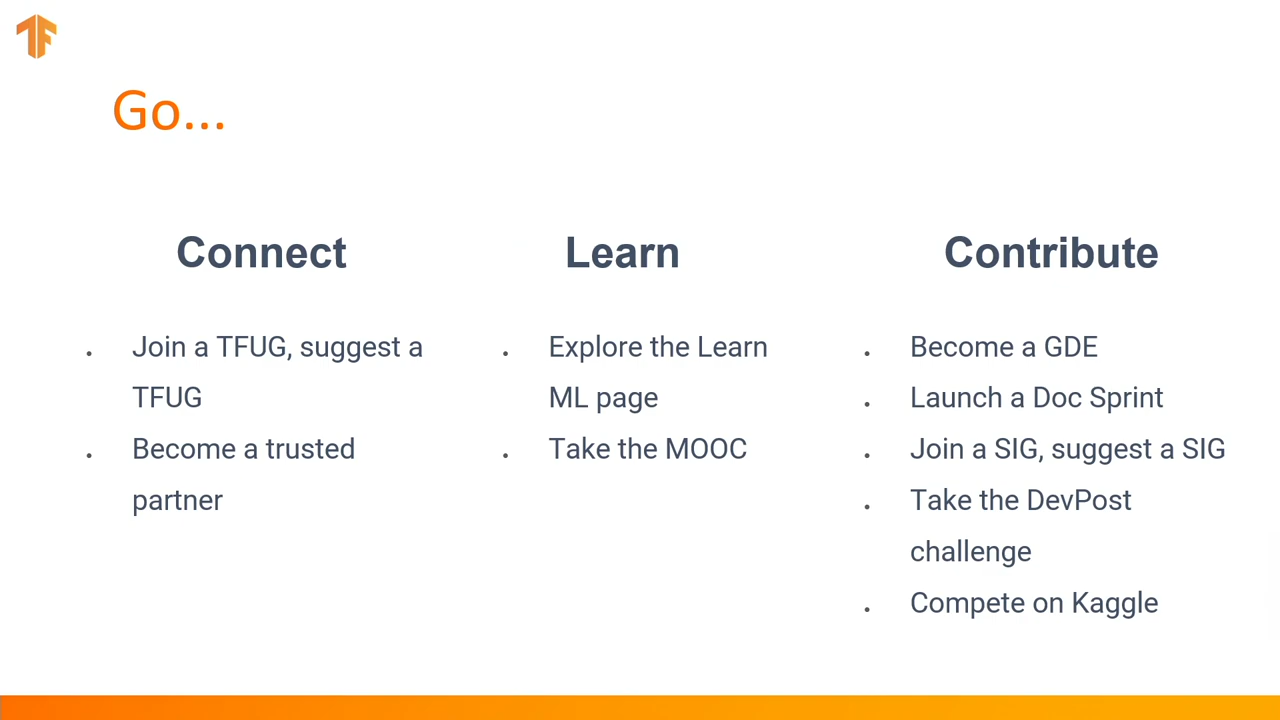 Go...
Connect
Join a TFUG, suggest a
TFUG
Become a trusted
partner
Learn
Explore the Learn
ML page
Take the MOOC
Contribute
Become a GDE
Launch a Doc Sprint
Join a SIG, suggest a SIG
Take the DevPost
challenge
Compete on Kaggle